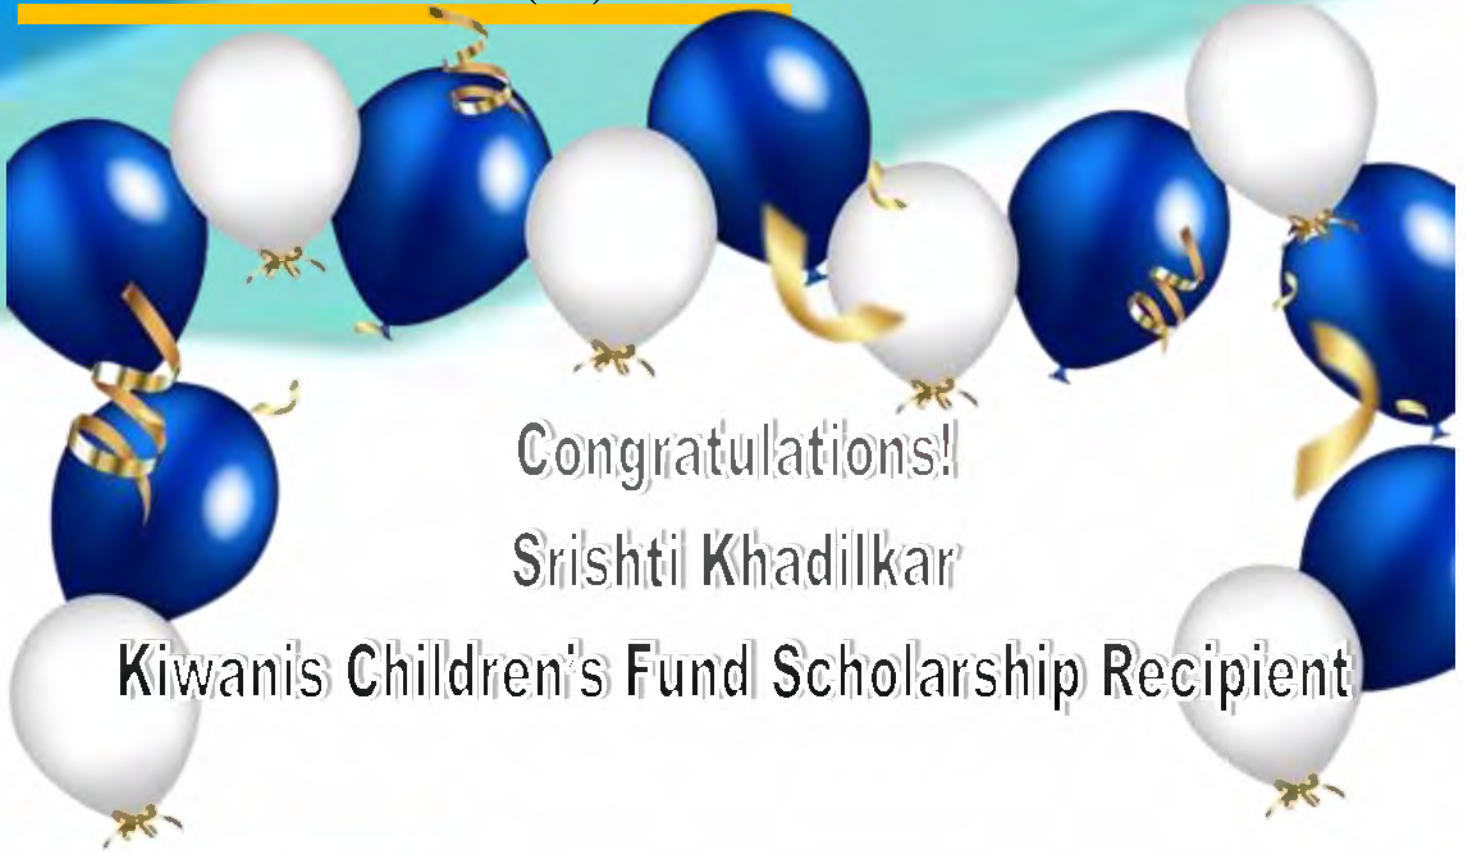 Congratulations!
Srishti Khadilkar
Kiwanis Children's Fund Scholarship Recipient